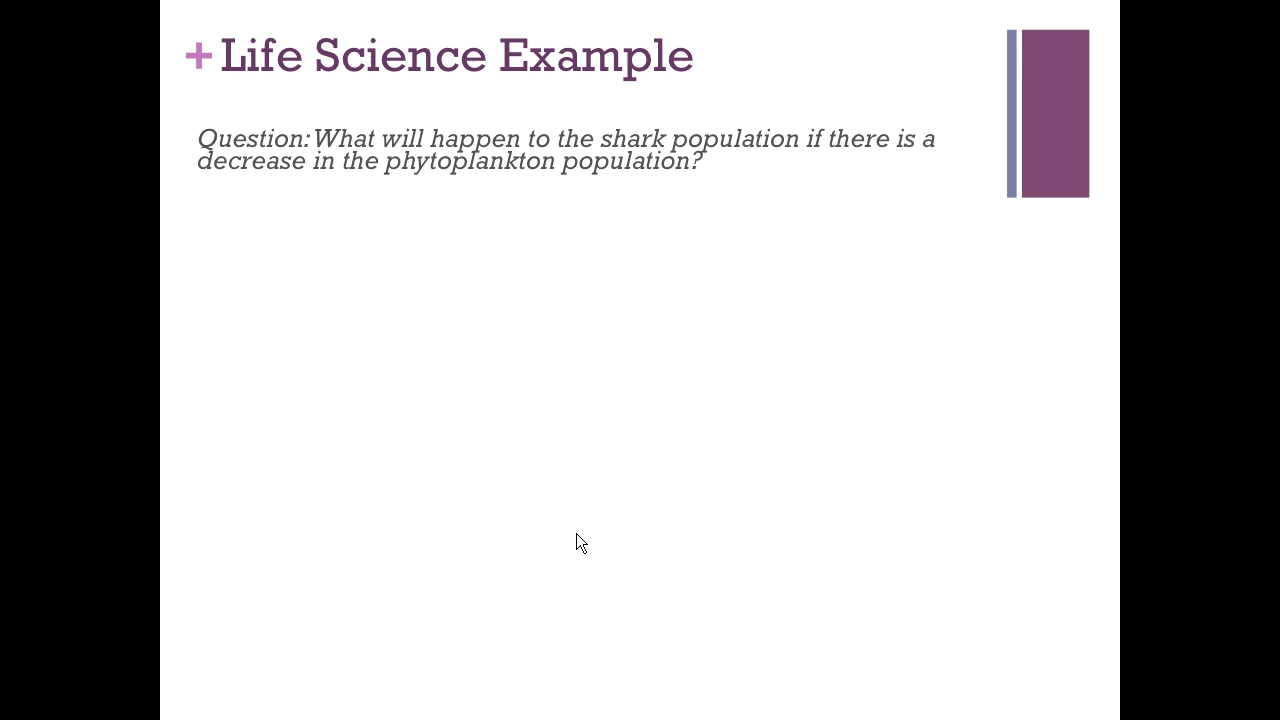 + Life Science Example
Question: What will happen to the shark population if there is a
decrease in the phytoplankton population?